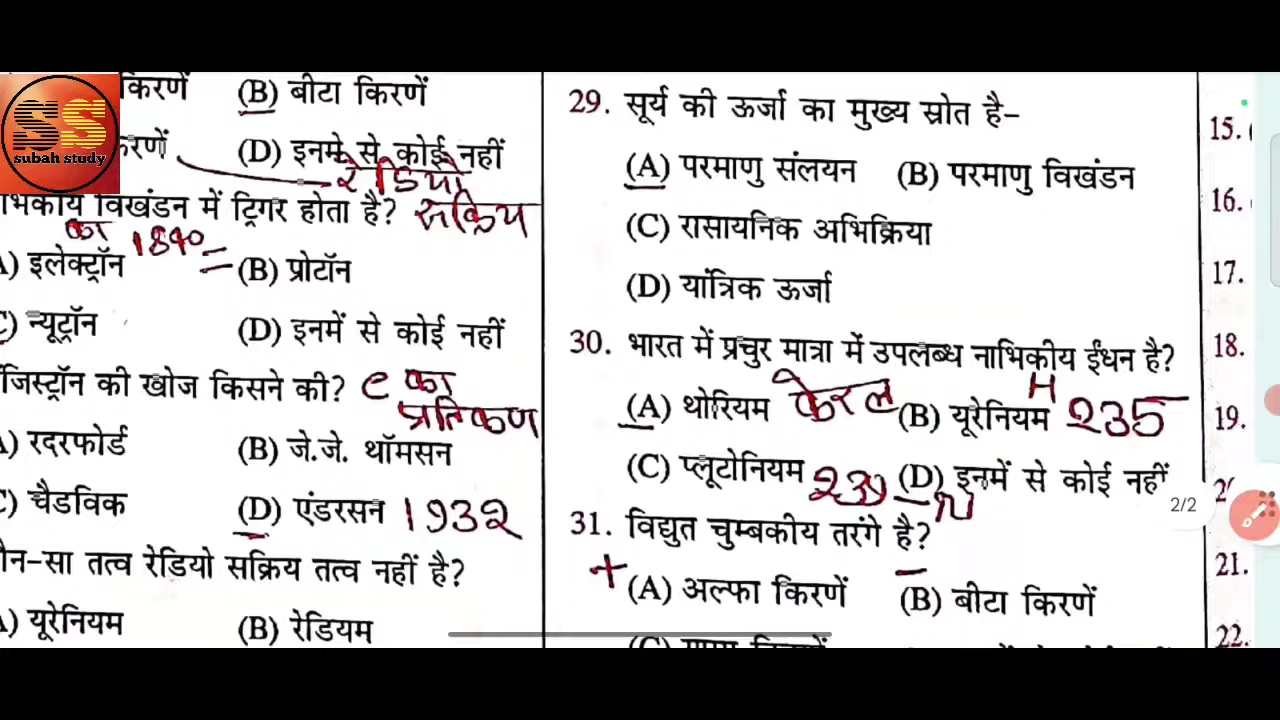 SS
subah study
किरणें (B) बीटा किरणें
(D) इनमे से कोई नहीं
रेडियो
विखंडन में ट्रिगर होता है? सक्रिय
का 1840 =
इलेक्ट्रॉन (B) प्रोटॉन
न्यूट्रॉन (D) इनमें से कोई नहीं
की खोज किसने की? e का
प्रतिकण
रदरफोर्ड (B) जे.जे. थॉमसन
चैडविक (D) एंडरसन 1932
तत्व रेडियो सक्रिय तत्व नहीं है?
यूरेनियम (B) रेडियम
29. सूर्य की ऊर्जा का मुख्य स्रोत है–
(A) परमाणु संलयन (B) परमाणु विखंडन
(C) रासायनिक अभिक्रिया
(D) यांत्रिक ऊर्जा
30. भारत में प्रचुर मात्रा में उपलब्ध नाभिकीय ईंधन है?
(A) थोरियम केरल (B) यूरेनियम 235
(C) प्लूटोनियम (D) इनमें से कोई नहीं
31. विद्युत चुम्बकीय तरंगे है?
+ (A) अल्फा किरणें (B) बीटा किरणें
2/2
15.
16.
17.
18.
19.
21.
22.